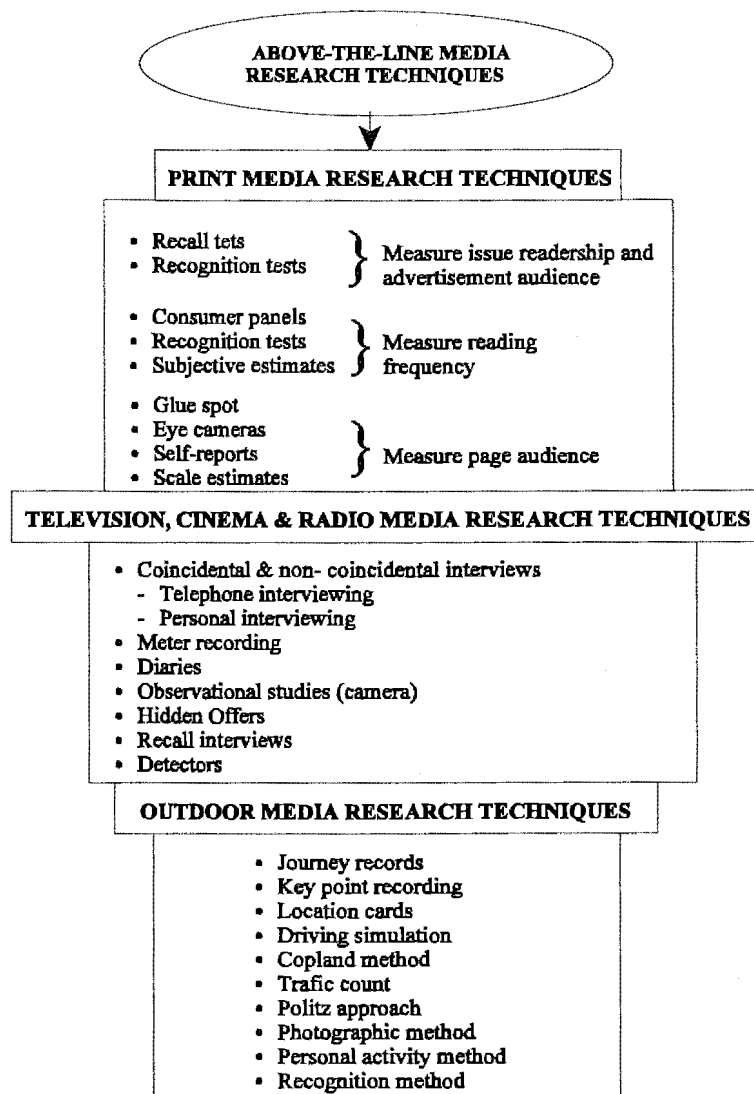 ABOVE-THE-LINE MEDIA
RESEARCH TECHNIQUES
PRINT MEDIA RESEARCH TECHNIQUES
• Recall tets
• Recognition tests
} Measure issue readership and
advertisement audience
• Consumer panels
• Recognition tests
• Subjective estimates
} Measure reading
frequency
• Glue spot
• Eye cameras
• Self-reports
• Scale estimates
} Measure page audience
TELEVISION, CINEMA & RADIO MEDIA RESEARCH TECHNIQUES
• Coincidental & non- coincidental interviews
- Telephone interviewing
- Personal interviewing
• Meter recording
• Diaries
• Observational studies (camera)
• Hidden Offers
• Recall interviews
• Detectors
OUTDOOR MEDIA RESEARCH TECHNIQUES
• Journey records
• Key point recording
• Location cards
• Driving simulation
• Copland method
• Trafic count
• Politz approach
• Photographic method
• Personal activity method
• Recognition method